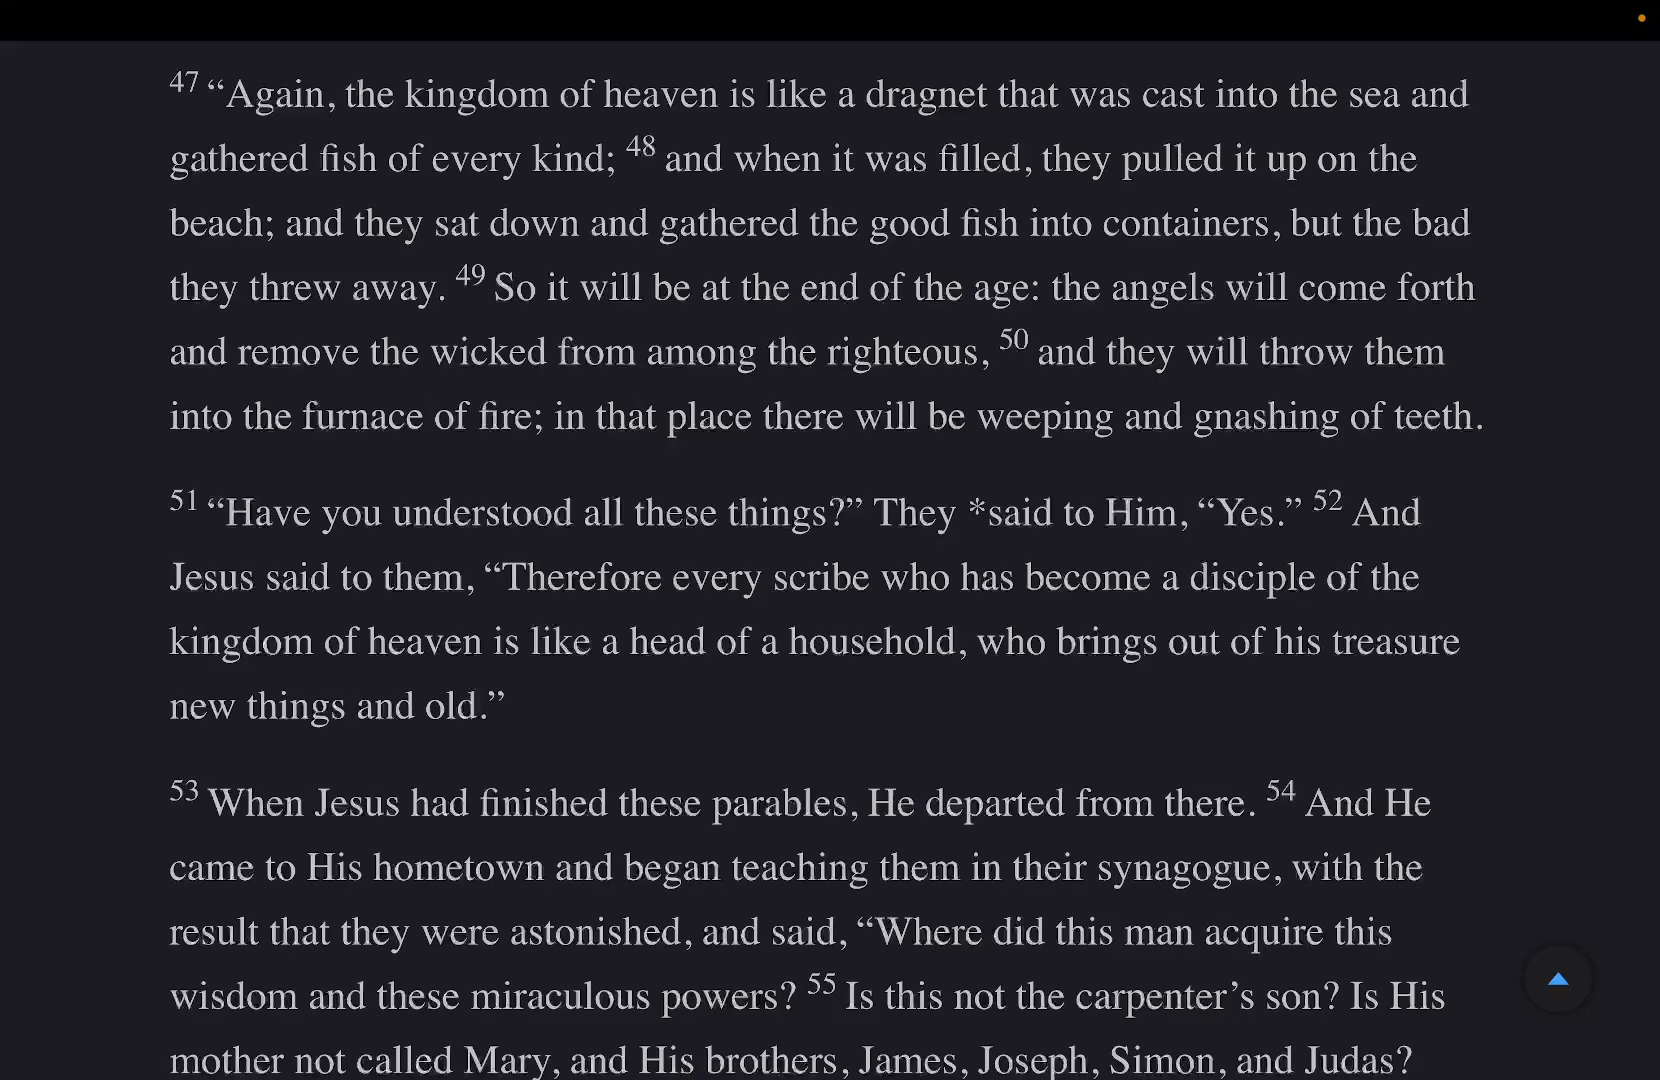 47 “Again, the kingdom of heaven is like a dragnet that was cast into the sea and
gathered fish of every kind; 48 and when it was filled, they pulled it up on the
beach; and they sat down and gathered the good fish into containers, but the bad
they threw away. 49 So it will be at the end of the age: the angels will come forth
and remove the wicked from among the righteous, 50 and they will throw them
into the furnace of fire; in that place there will be weeping and gnashing of teeth.
51 “Have you understood all these things?” They *said to Him, “Yes.” 52 And
Jesus said to them, “Therefore every scribe who has become a disciple of the
kingdom of heaven is like a head of a household, who brings out of his treasure
new things and old.”
53 When Jesus had finished these parables, He departed from there. 54 And He
came to His hometown and began teaching them in their synagogue, with the
result that they were astonished, and said, “Where did this man acquire this
wisdom and these miraculous powers? 55 Is this not the carpenter’s son? Is His
mother not called Mary, and His brothers, James, Joseph, Simon, and Judas?